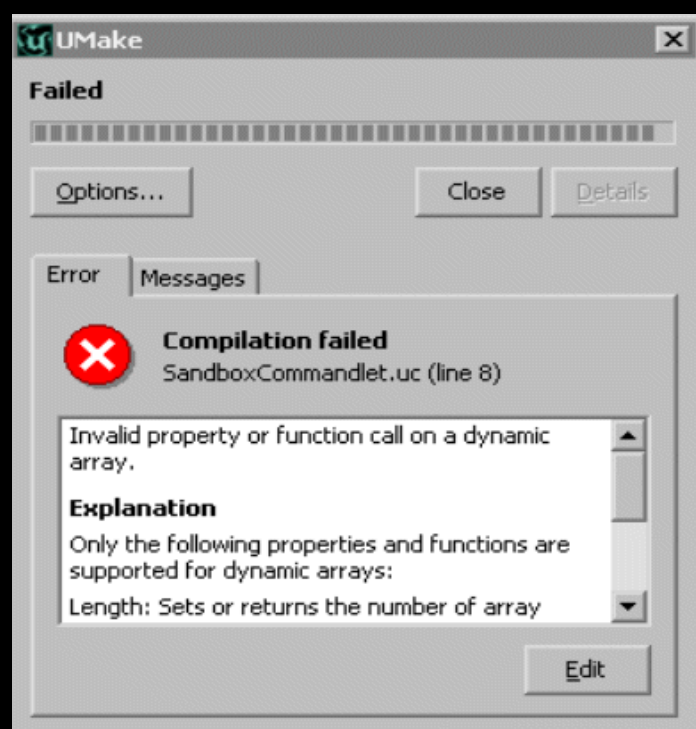 UMake
Failed
Options...
Close
Details
Error
Messages
Compilation failed
SandboxCommandlet.uc (line 8)
Invalid property or function call on a dynamic
array.
Explanation
Only the following properties and functions are
supported for dynamic arrays:
Length: Sets or returns the number of array
Edit